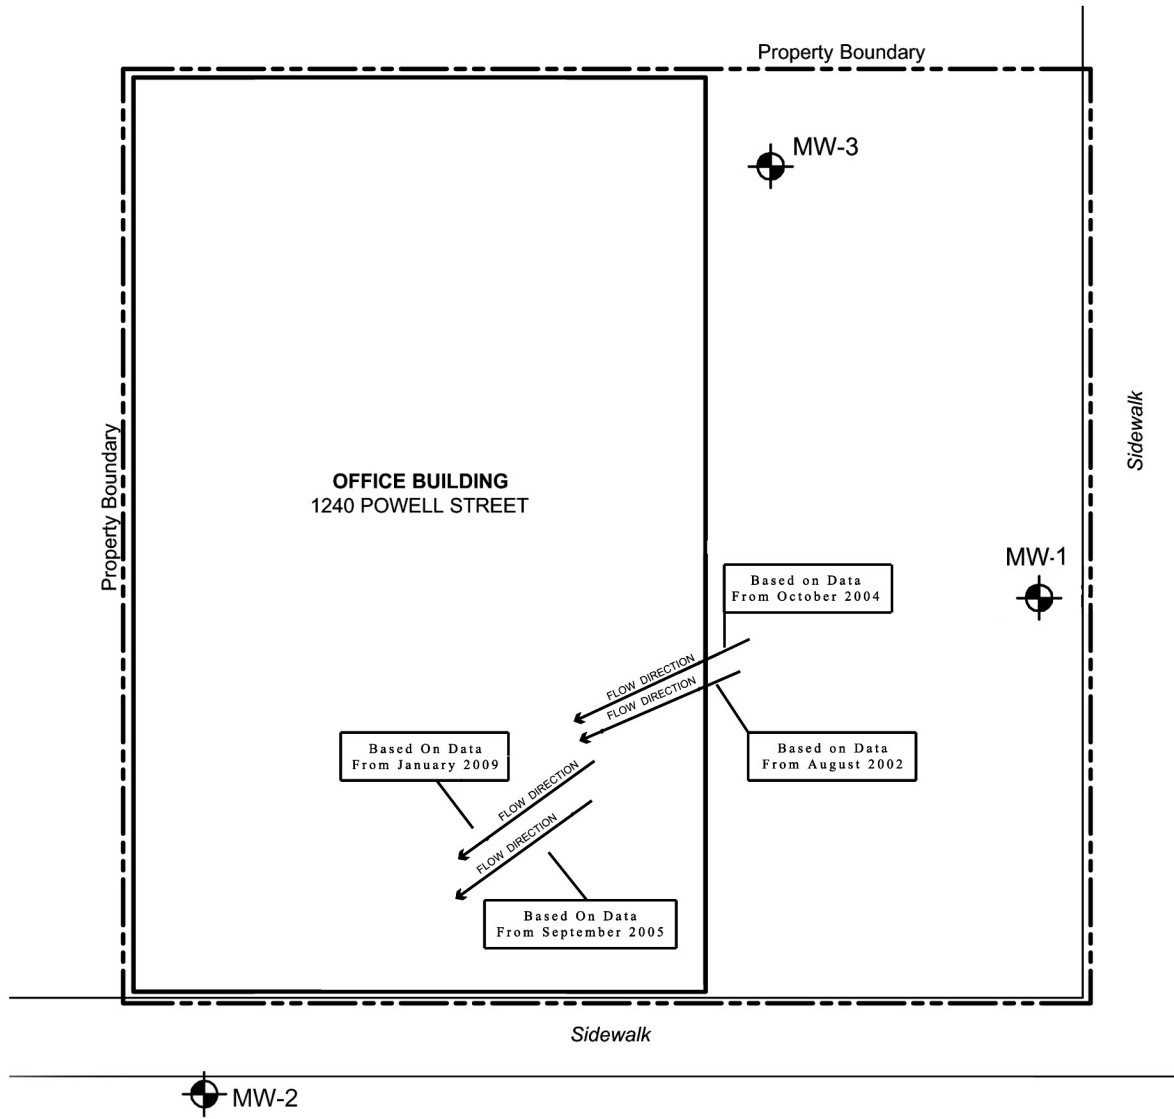 Property Boundary
MW-3
Sidewalk
Property Boundary
OFFICE BUILDING
1240 POWELL STREET
MW-1
Based on Data
From October 2004
FLOW DIRECTION
FLOW DIRECTION
Based On Data
From January 2009
Based on Data
From August 2002
FLOW DIRECTION
FLOW DIRECTION
Based On Data
From September 2005
Sidewalk
MW-2